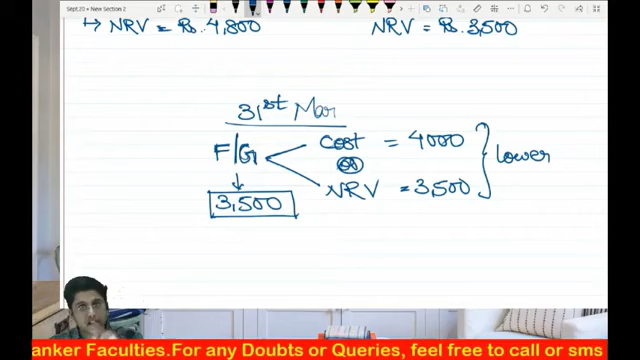 Sept.20 » New Section 2
↦ NRV = Rs. 4,800
NRV = Rs. 3,500
31st Mar
F/G
Cost = 4000
or
NRV = 3,500
lower
3,500
anker Faculties.For any Doubts or Queries, feel free to call or sms